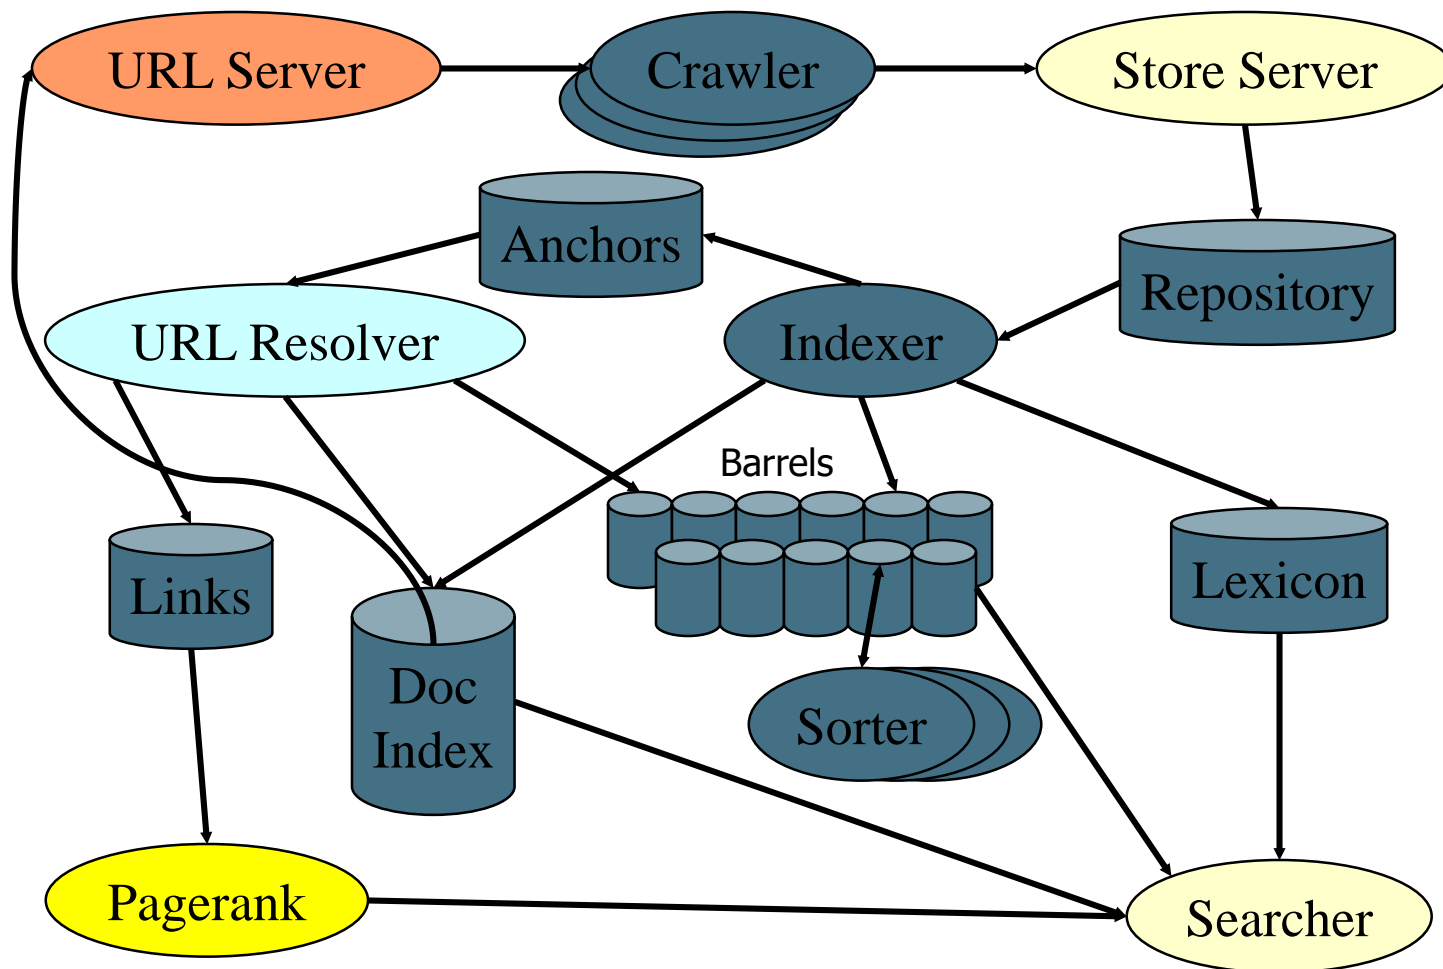 URL Server
Crawler
Store Server
Anchors
Repository
URL Resolver
Indexer
Barrels
Links
Lexicon
Doc
Index
Sorter
Pagerank
Searcher